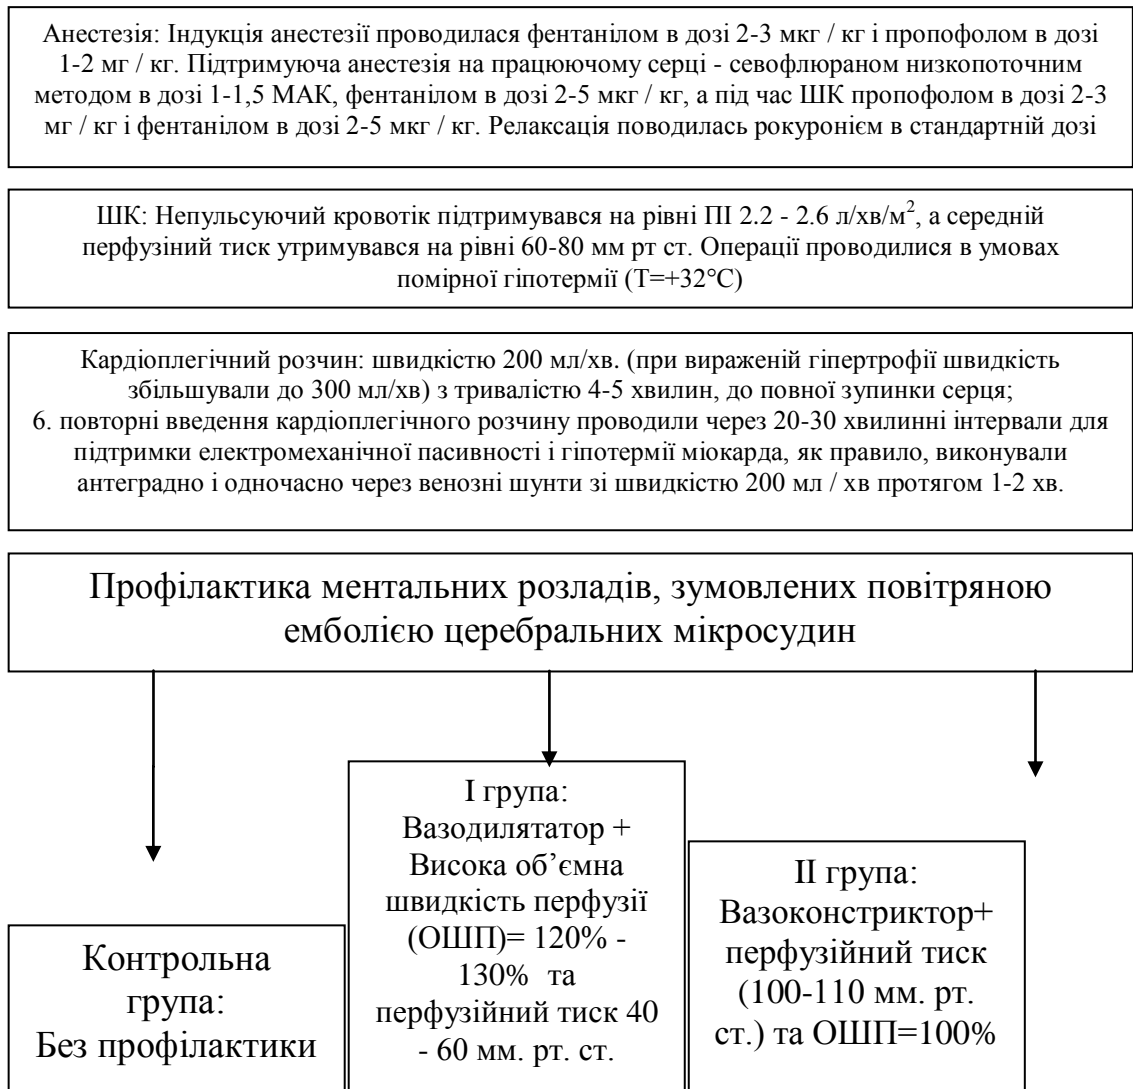 Анестезія: Індукція анестезії проводилася фентанілом в дозі 2-3 мкг / кг і пропофолом в дозі
1-2 мг / кг. Підтримуюча анестезія на працюючому серці - севофлюраном низкопоточним
методом в дозі 1-1,5 МАК, фентанілом в дозі 2-5 мкг / кг, а під час ШК пропофолом в дозі 2-3
мг / кг і фентанілом в дозі 2-5 мкг / кг. Релаксація поводилась рокуронієм в стандартній дозі
ШК: Непульсуючий кровотік підтримувався на рівні ПІ 2.2 - 2.6 л/хв/м², а середній
перфузіний тиск утримувався на рівні 60-80 мм рт ст. Операції проводилися в умовах
помірної гіпотермії (Т=+32°С)
Кардіоплегічний розчин: швидкістю 200 мл/хв. (при вираженій гіпертрофії швидкість
збільшували до 300 мл/хв) з тривалістю 4-5 хвилин, до повної зупинки серця;
6. повторні введення кардіоплегічного розчину проводили через 20-30 хвилинні інтервали для
підтримки електромеханічної пасивності і гіпотермії міокарда, як правило, виконували
антеградно і одночасно через венозні шунти зі швидкістю 200 мл / хв протягом 1-2 хв.
Профілактика ментальних розладів, зумовлених повітряною
емболією церебральних мікросудин
Контрольна
група:
Без профілактики
І група:
Вазодилятатор +
Висока об’ємна
швидкість перфузії
(ОШП)= 120% -
130% та
перфузійний тиск 40
- 60 мм. рт. ст.
ІІ група:
Вазоконстриктор+
перфузійний тиск
(100-110 мм. рт.
ст.) та ОШП=100%